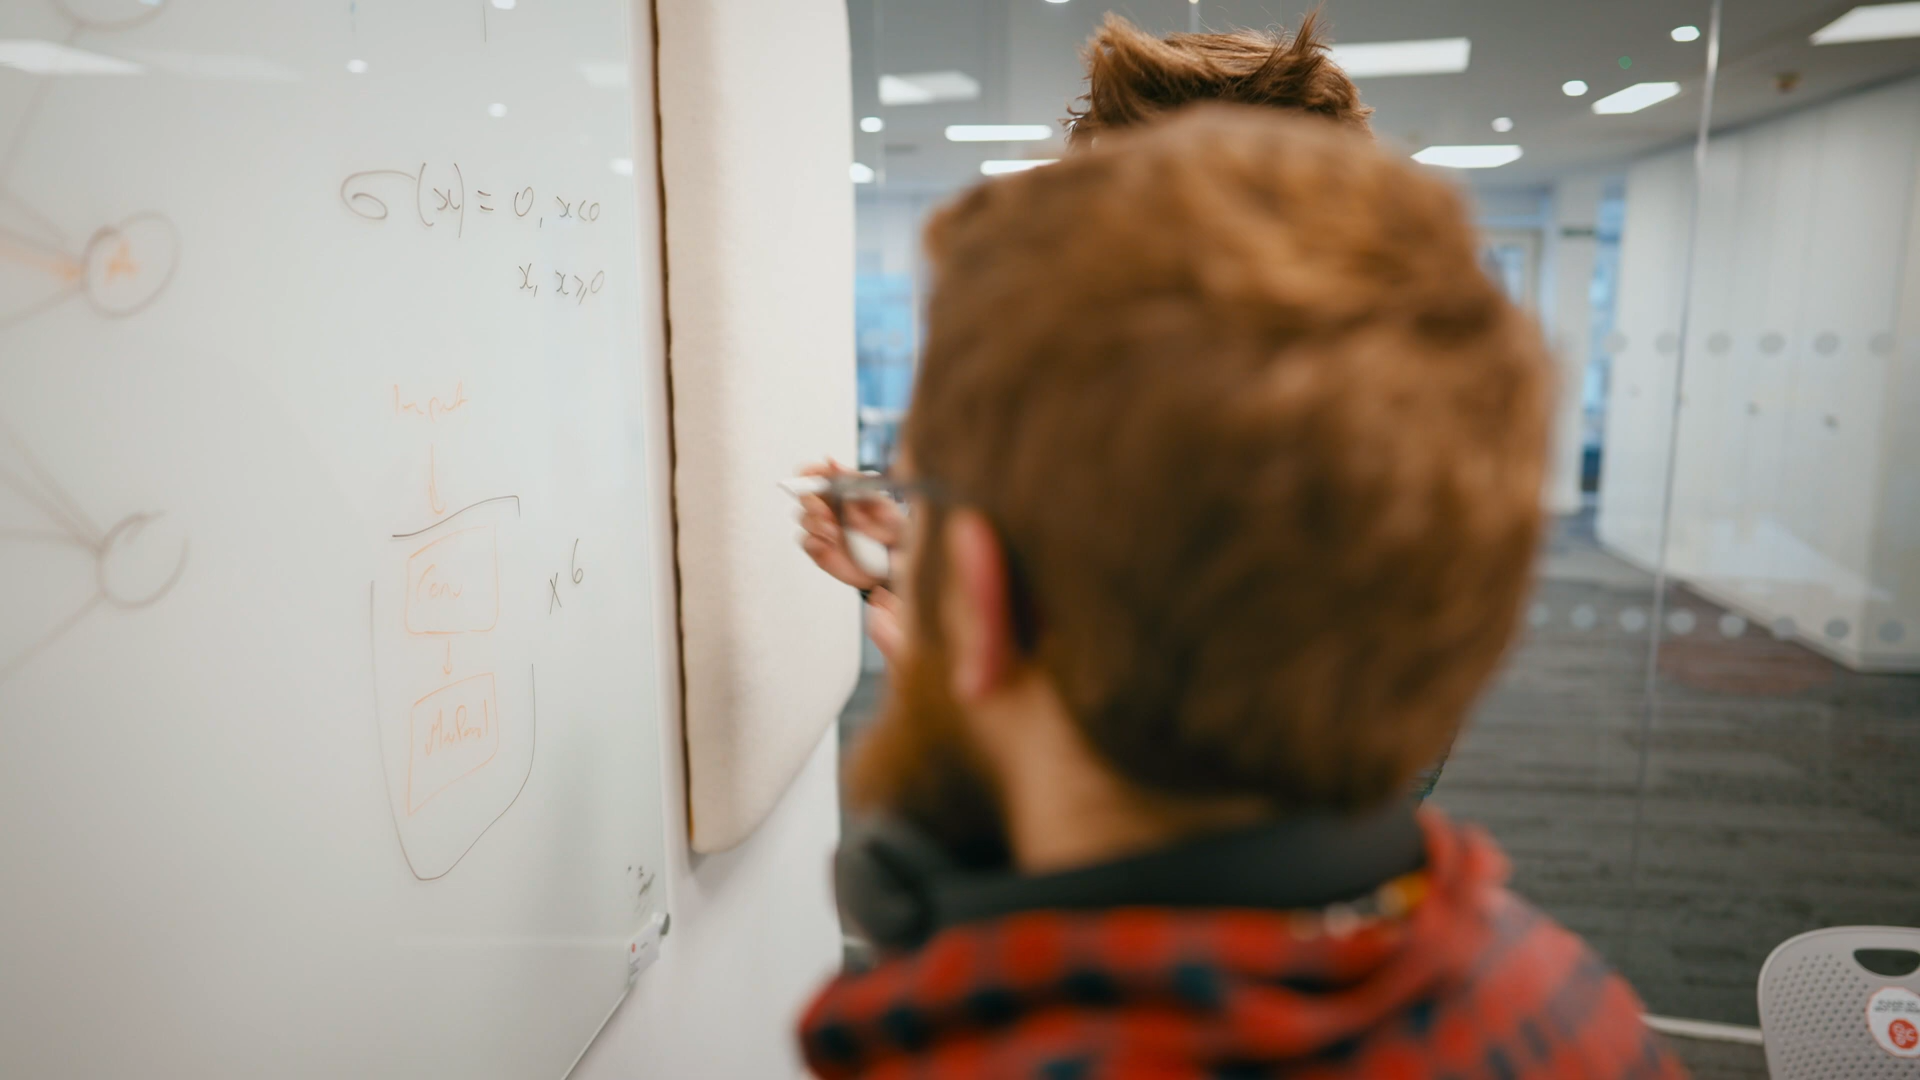 σ(x) = 0, x<0
x, x⩾0
Input
Conv
x6
MaxPool